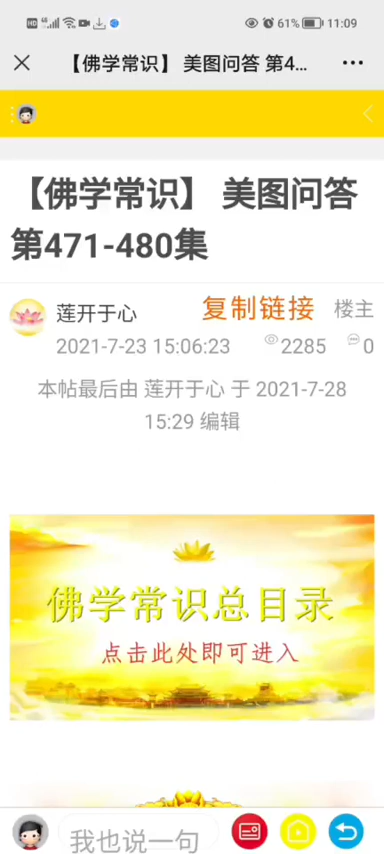 61% 11:09
【佛学常识】 美图问答 第4...
【佛学常识】 美图问答
第471-480集
莲开于心 复制链接 楼主
2021-7-23 15:06:23 2285 0
本帖最后由 莲开于心 于 2021-7-28
15:29 编辑
佛学常识总目录
点击此处即可进入
我也说一句